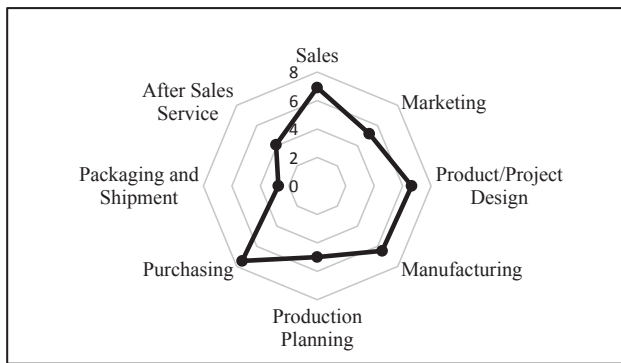 Sales
8
6
4
2
0
Marketing
Product/Project
Design
Manufacturing
Production
Planning
Purchasing
Packaging and
Shipment
After Sales
Service